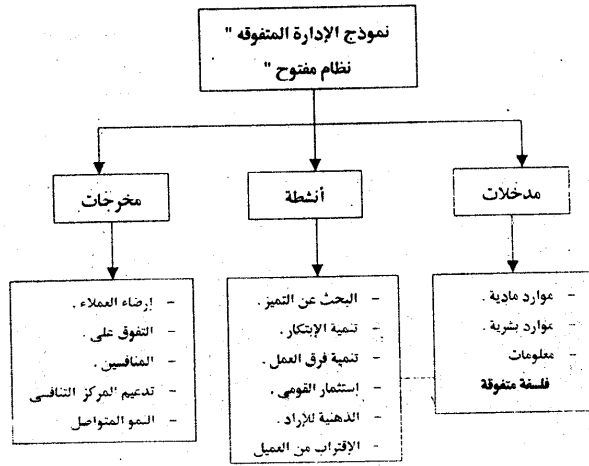 نموذج الإدارة المتفوقه "
نظام مفتوح "
مدخلات
أنشطة
مخرجات
- موارد مادية .
- موارد بشرية .
- معلومات
فلسفة متفوقة
- البحث عن التميز .
- تنمية الإبتكار .
- تنمية فرق العمل .
- إستثمار القومى .
- الذهنية للإراد .
- الإقتراب من العميل
- إرضاء العملاء .
- التفوق على .
- المنافسين .
- تدعيم المركز التنافسى
- النمو المتواصل